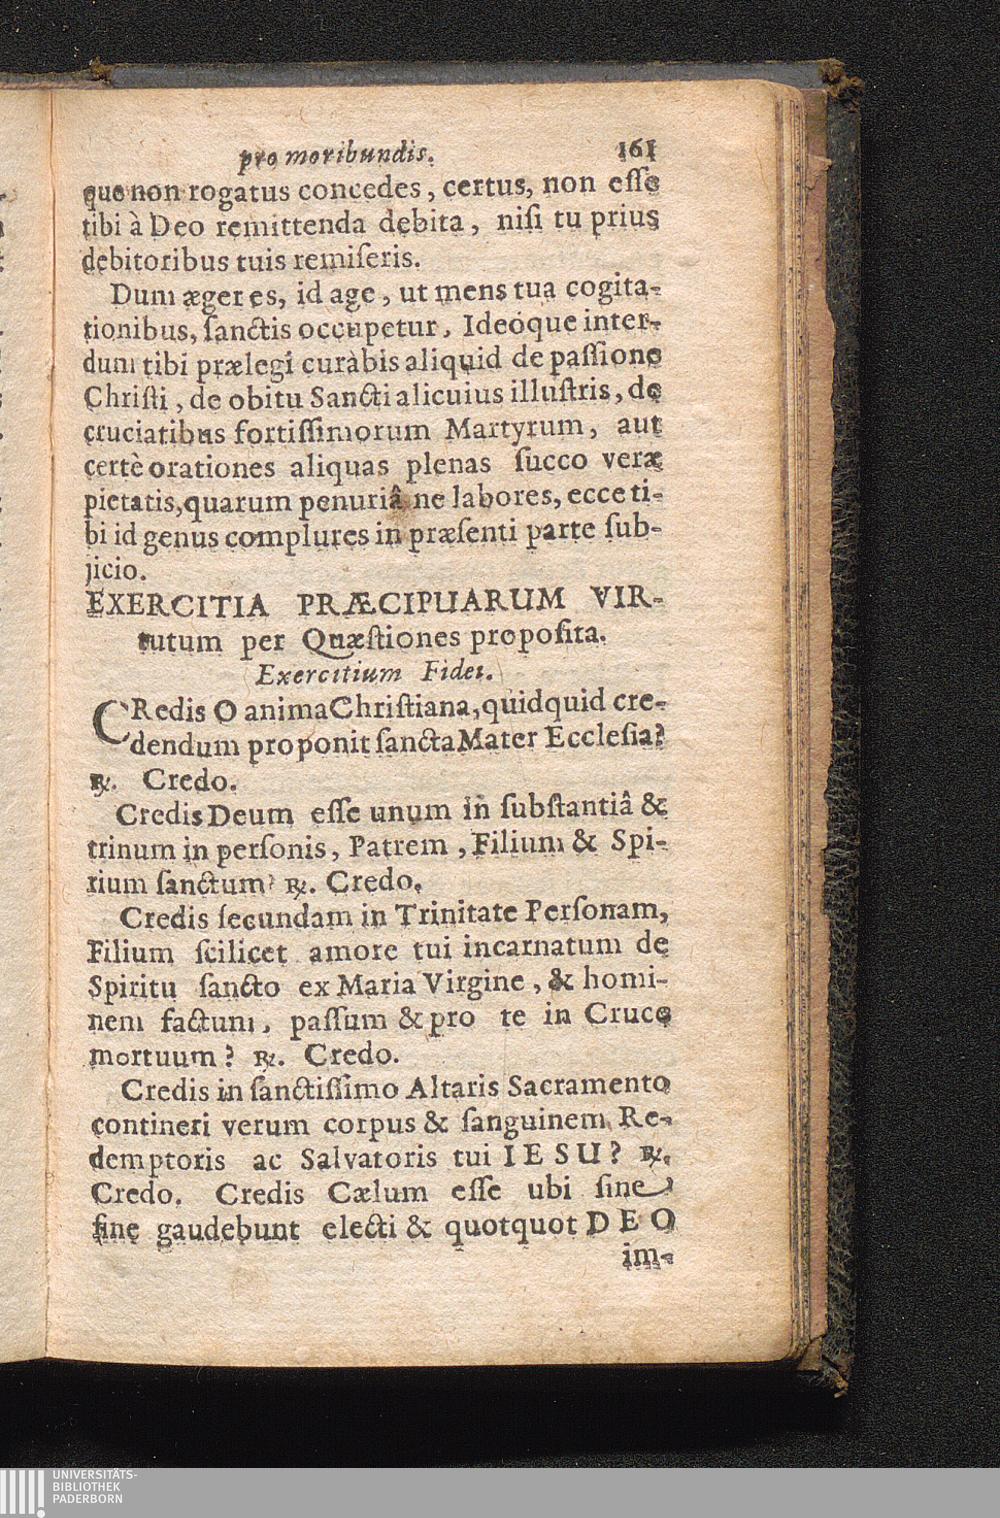 pro moribundis. 161
que non rogatus concedes, certus, non eſſe
tibi à Deo remittenda debita, niſi tu prius
debitoribus tuis remiſeris.
Dum æger es, id age, ut mens tua cogita-
tionibus, ſanctis occupetur, Ideóque inter-
dum tibi prælegi curàbis aliquid de paſſione
Chriſti, de obitu Sancti alicuius illuſtris, de
cruciatibus fortiſſimorum Martyrum, aut
certè orationes aliquas plenas ſucco veræ
pietatis, quarum penuriâ ne labores, ecce ti-
bi id genus complures in præſenti parte ſub-
jicio.
EXERCITIA PRÆCIPUARUM VIR-
tutum per Quæſtiones propoſita.
Exercitium Fidei.
CRedis O anima Chriſtiana, quidquid cre-
dendum proponit ſancta Mater Eccleſia?
℟. Credo.
Credis Deum eſſe unum in ſubſtantiâ &
trinum in perſonis, Patrem, Filium & Spi-
rium ſanctum? ℟. Credo.
Credis ſecundam in Trinitate Perſonam,
Filium ſcilicet amore tui incarnatum de
Spiritu ſancto ex Maria Virgine, & homi-
nem factum, paſſum & pro te in Cruce
mortuum? ℟. Credo.
Credis in ſanctiſſimo Altaris Sacramento
contineri verum corpus & ſanguinem Re-
demptoris ac Salvatoris tui IESU? ℟.
Credo. Credis Cælum eſſe ubi ſine
fine gaudebunt electi & quotquot DEO
im-
UNIVERSITÄTS-
BIBLIOTHEK
PADERBORN